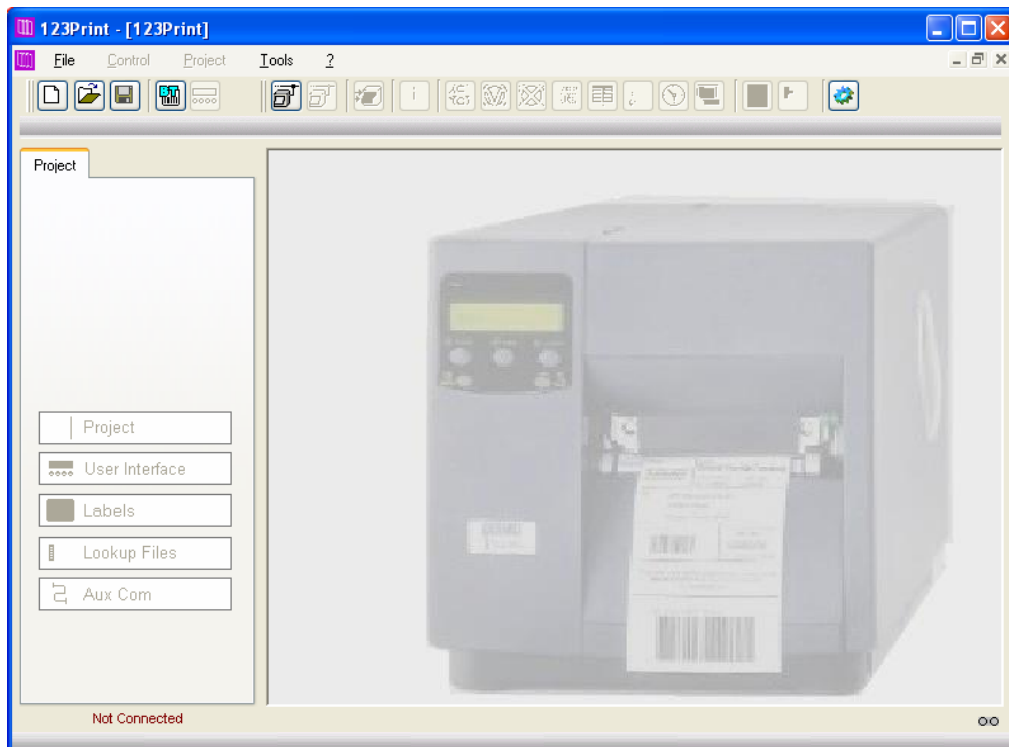 123Print - [123Print]
File Control Project Tools ?
Project
Project
User Interface
Labels
Lookup Files
Aux Com
Not Connected